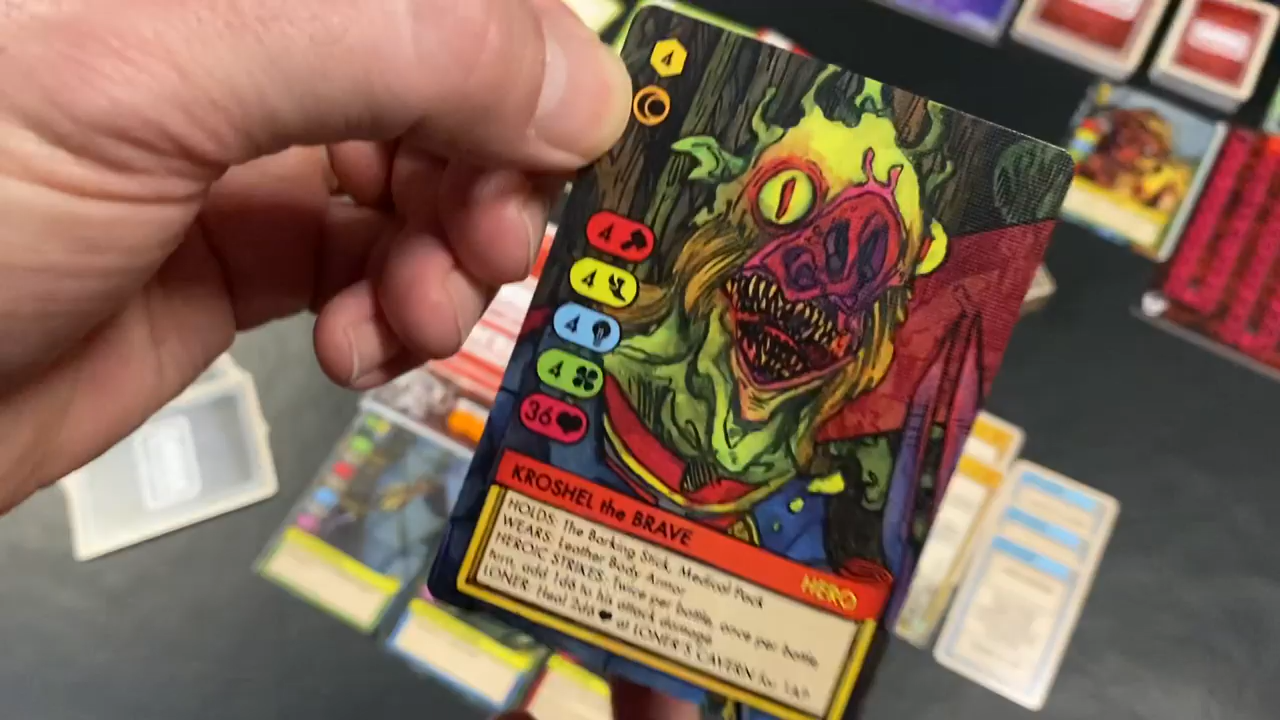 4
4
4
4
4
36
KROSHEL the BRAVE
HERO
HOLDS: The Barking Stick, Medical Pack
WEARS: Leather Body Armor
HEROIC STRIKES: Twice per battle, once per battle
turn, add 1d6 to his attack damage
LONER: Heal 2d6 ♥ at LONER'S CAVERN for 1AP